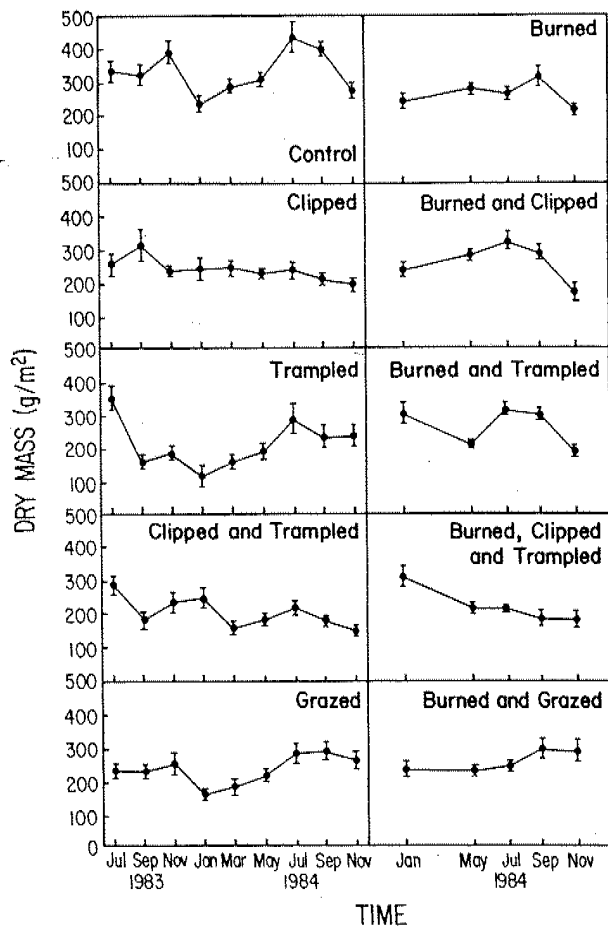 500
400
300
200
100
Control
Burned
500
400
300
200
100
Clipped
Burned and Clipped
500
400
300
200
100
Trampled
Burned and Trampled
500
400
300
200
100
Clipped and Trampled
Burned, Clipped
and Trampled
500
400
300
200
100
0
Grazed
Burned and Grazed
DRY MASS (g/m²)
Jul Sep Nov Jan Mar May Jul Sep Nov
1983 1984
Jan May Jul Sep Nov
1984
TIME